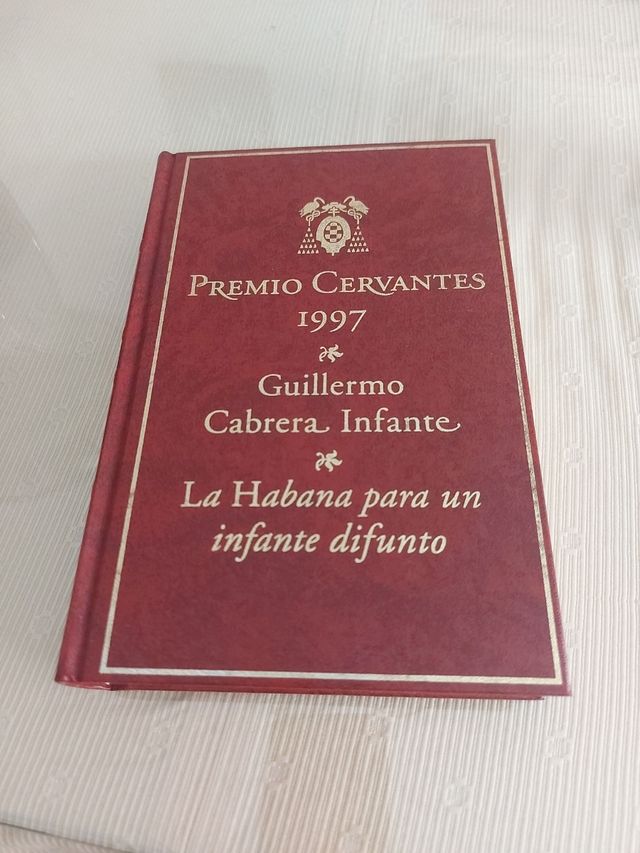 PREMIO CERVANTES
1997
Guillermo
Cabrera Infante
La Habana para un
infante difunto